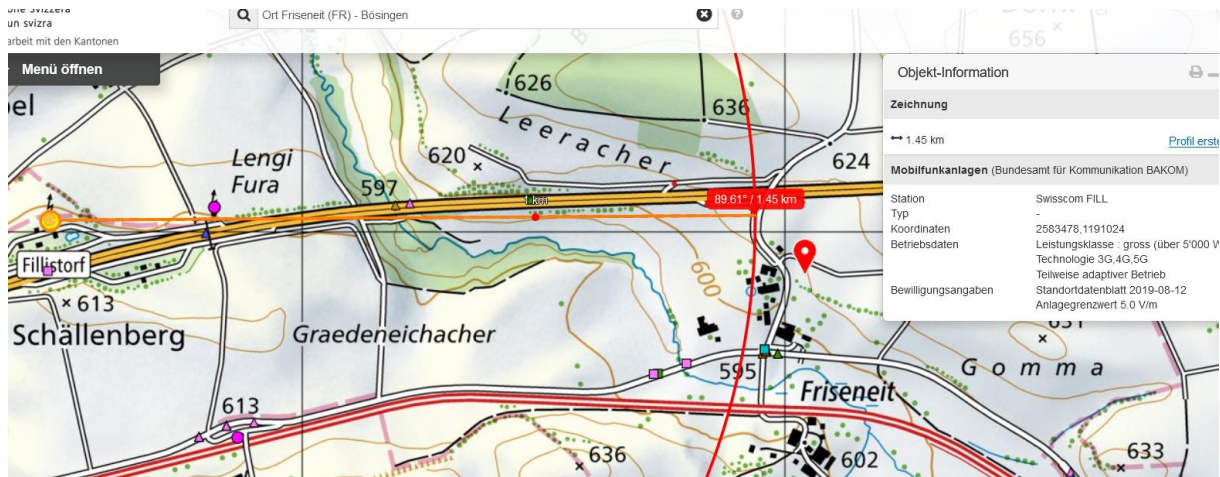 un svizra
arbeit mit den Kantonen
Ort Friseneit (FR) - Bösingen
656
Menü öffnen
Objekt-Information
Zeichnung
1.45 km
Profil erste
Mobilfunkanlagen (Bundesamt für Kommunikation BAKOM)
Station Swisscom FILL
Typ -
Koordinaten 2583478,1191024
Betriebsdaten Leistungsklasse : gross (über 5'000 W
Technologie 3G,4G,5G
Teilweise adaptiver Betrieb
Bewilligungsangaben Standortdatenblatt 2019-08-12
Anlagegrenzwert 5.0 V/m
626
636
Leeracher
624
620
Lengi
Fura
597
1km
89.61° / 1.45 km
Fillistorf
600
613
Schällenberg
Graedeneichacher
595
Gomma
Friseneit
613
636
602
633